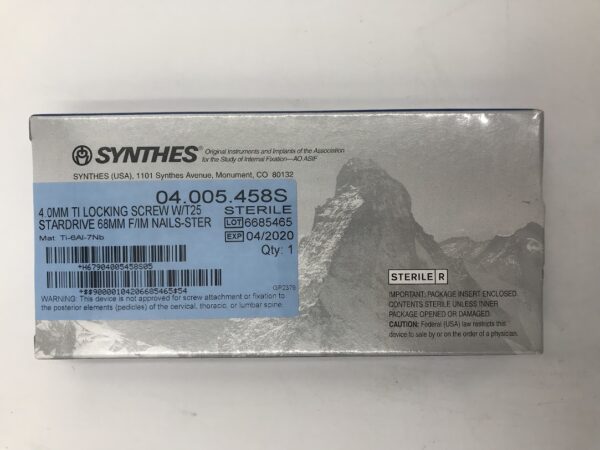 SYNTHES®
Original Instruments and Implants of the Association
for the Study of Internal Fixation—AO ASIF
SYNTHES (USA), 1101 Synthes Avenue, Monument, CO 80132
04.005.458S
4.0MM TI LOCKING SCREW W/T25 STERILE
STARDRIVE 68MM F/IM NAILS-STER LOT 6685465
EXP 04/2020
Mat Ti-6Al-7Nb Qty: 1
*H67904005458S05
*$$90000104206685465$54
GP2378
WARNING: This device is not approved for screw attachment or fixation to
the posterior elements (pedicles) of the cervical, thoracic, or lumbar spine.
STERILE R
IMPORTANT: PACKAGE INSERT ENCLOSED.
CONTENTS STERILE UNLESS INNER
PACKAGE OPENED OR DAMAGED.
CAUTION: Federal (USA) law restricts this
device to sale by or on the order of a physician.